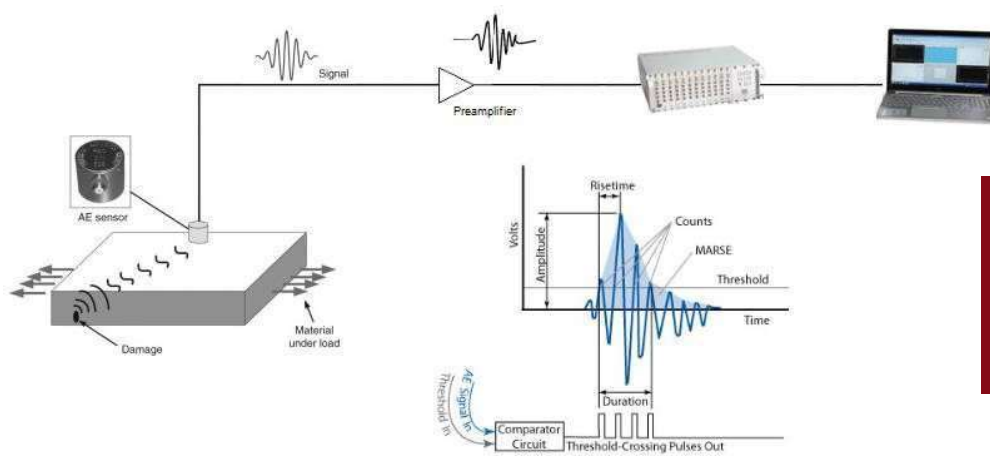 Signal
Preamplifier
AE sensor
Damage
Material
under load
Risetime
Volts
Amplitude
Counts
MARSE
Threshold
Time
Duration
AE Signal In
Threshold In
Comparator
Circuit
Threshold-Crossing Pulses Out